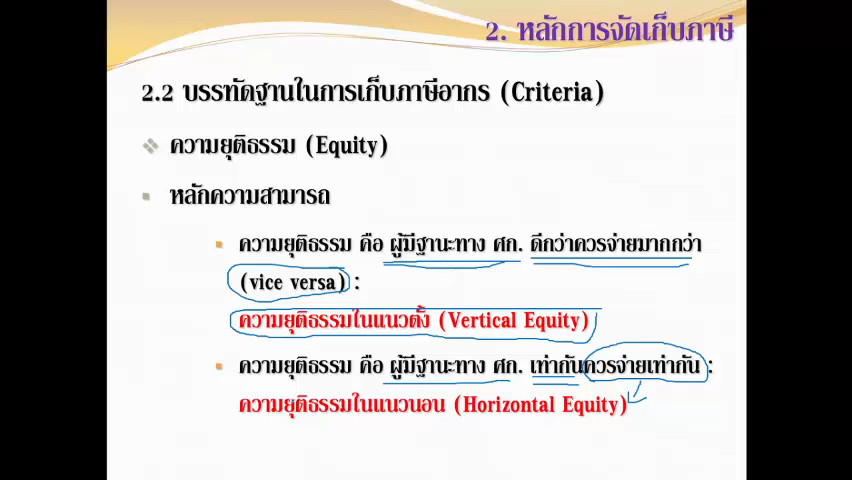 2. หลักการจัดเก็บภาษี
2.2 บรรทัดฐานในการเก็บภาษีอากร (Criteria)
ความยุติธรรม (Equity)
หลักความสามารถ
ความยุติธรรม คือ ผู้มีฐานะทาง ศก. ดีกว่าควรจ่ายมากกว่า
(vice versa) :
ความยุติธรรมในแนวตั้ง (Vertical Equity)
ความยุติธรรม คือ ผู้มีฐานะทาง ศก. เท่ากันควรจ่ายเท่ากัน :
ความยุติธรรมในแนวนอน (Horizontal Equity)